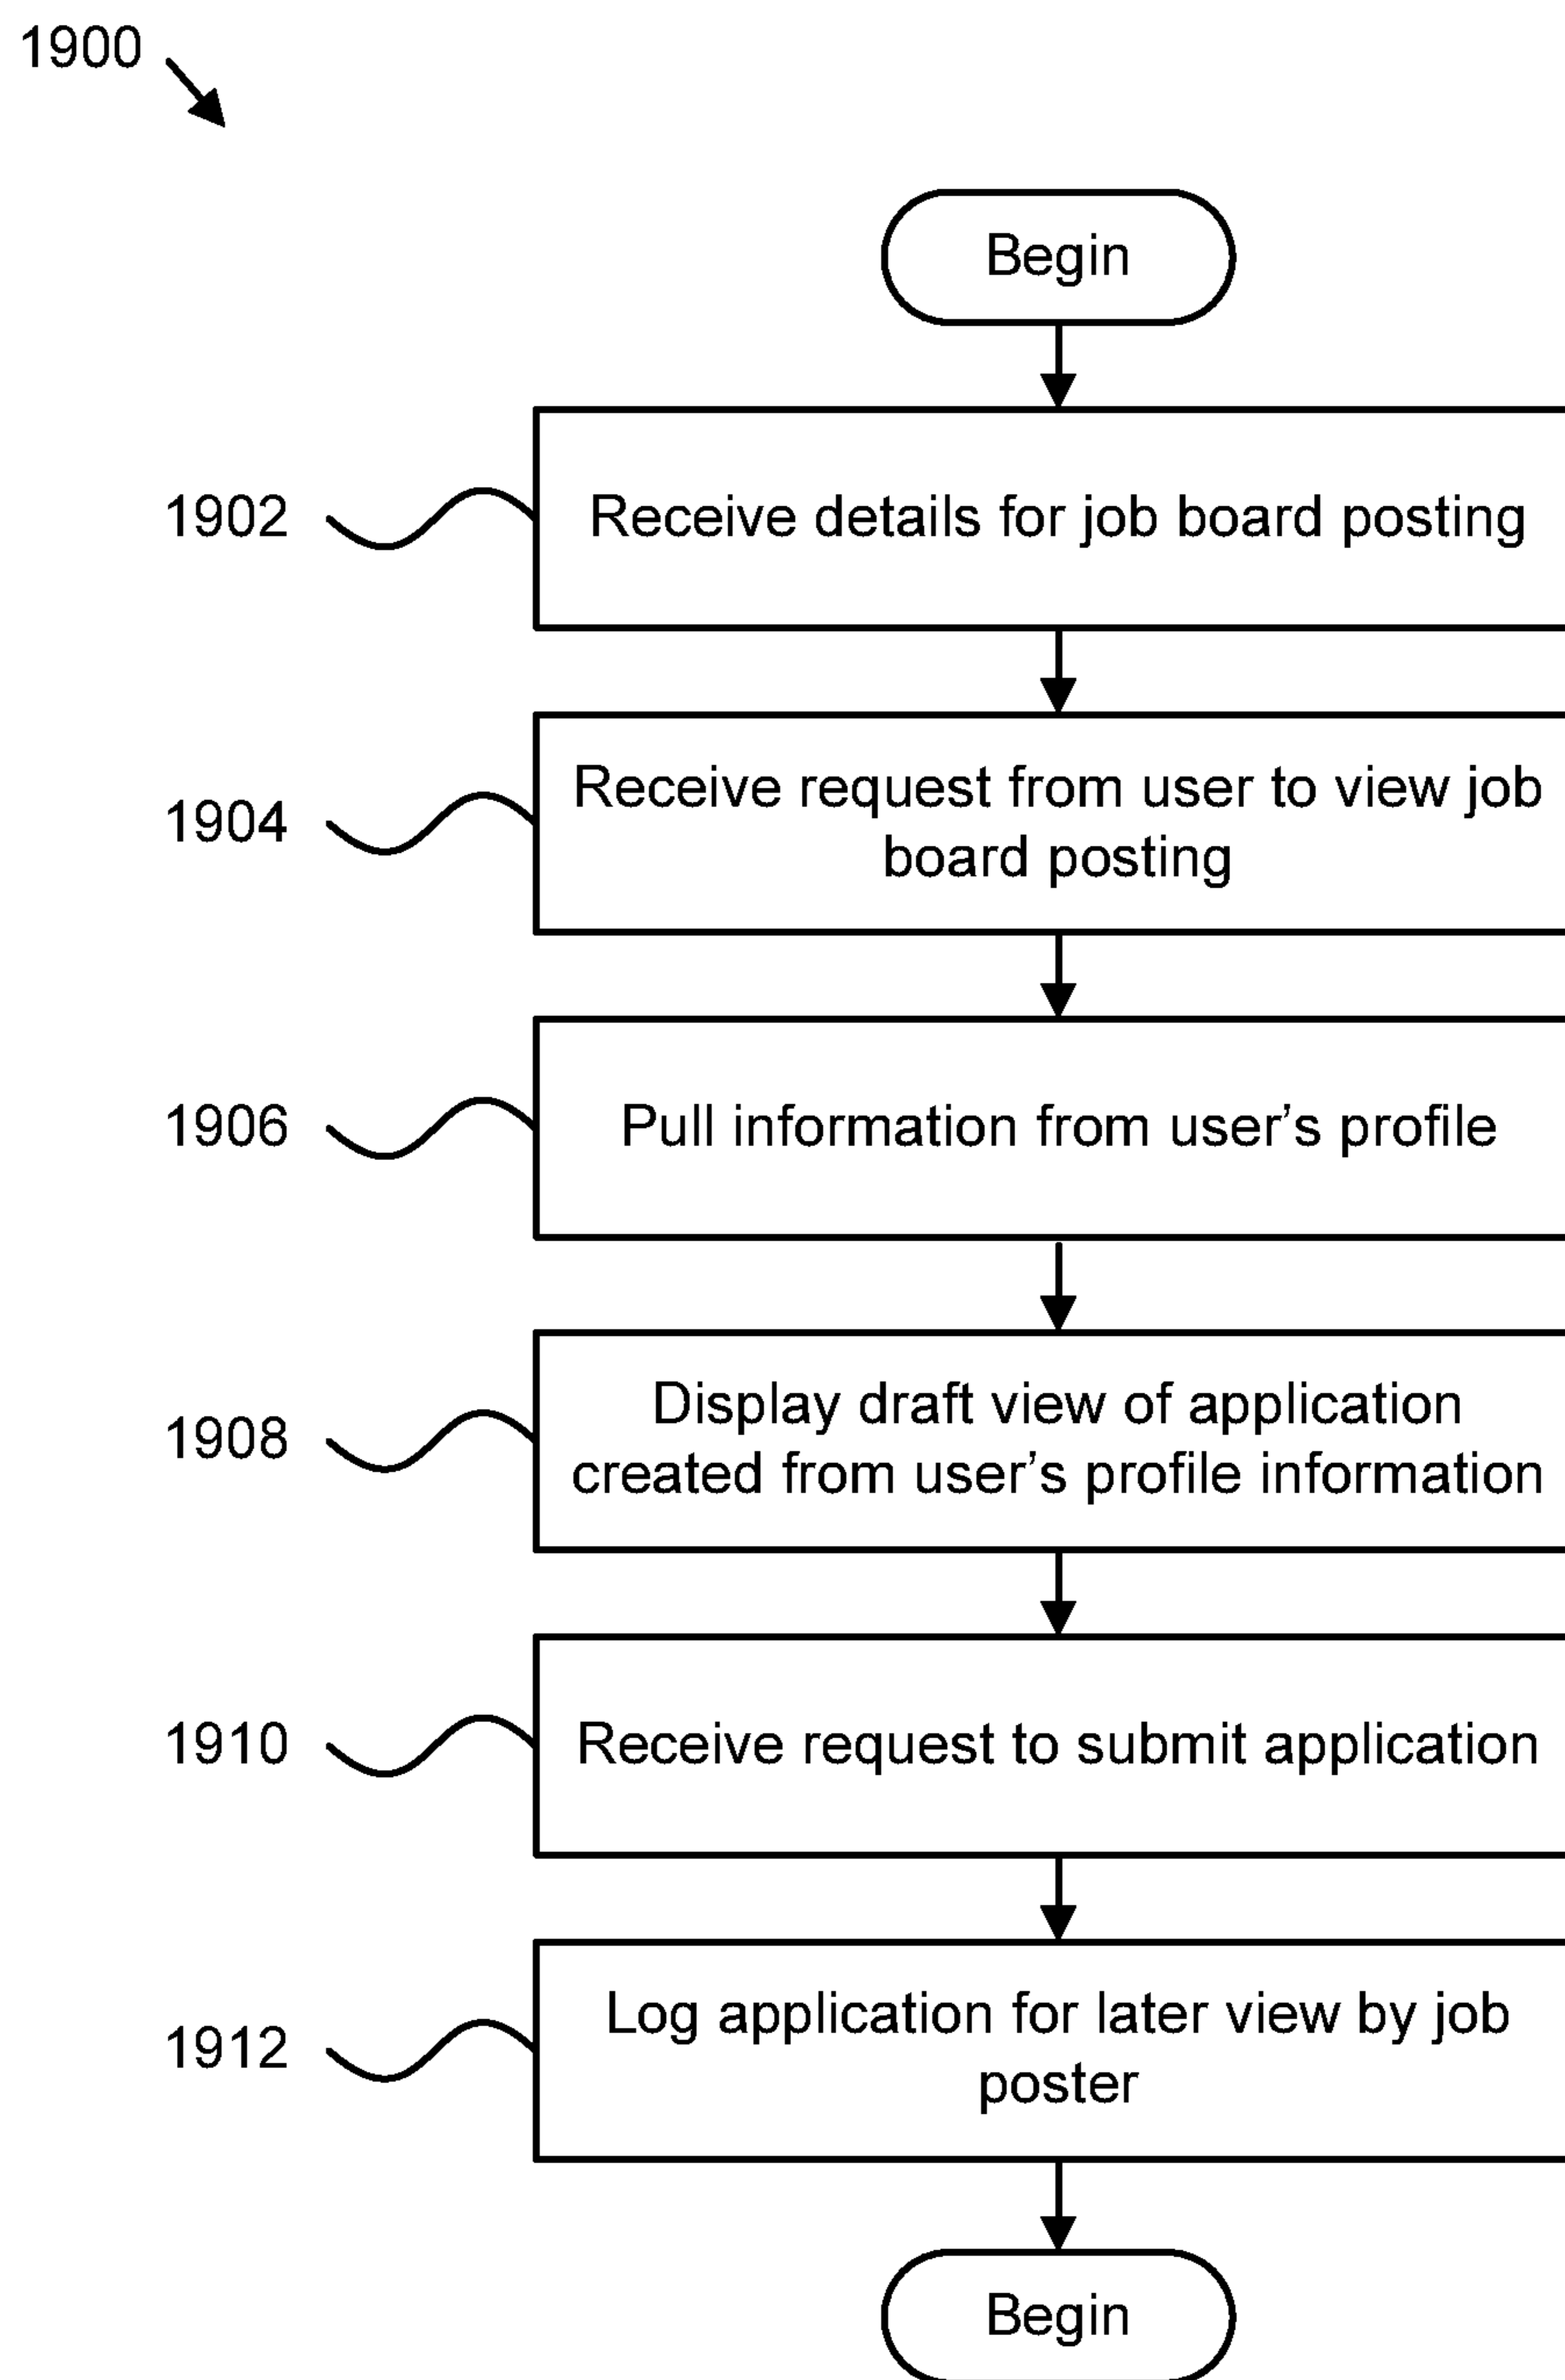 1900
Begin
1902
Receive details for job board posting
1904
Receive request from user to view job
board posting
1906
Pull information from user’s profile
1908
Display draft view of application
created from user’s profile information
1910
Receive request to submit application
1912
Log application for later view by job
poster
Begin